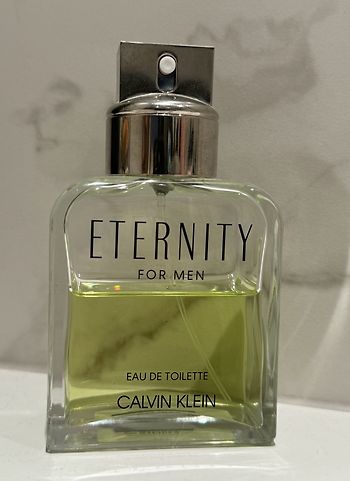 ETERNITY
FOR MEN
EAU DE TOILETTE
CALVIN KLEIN